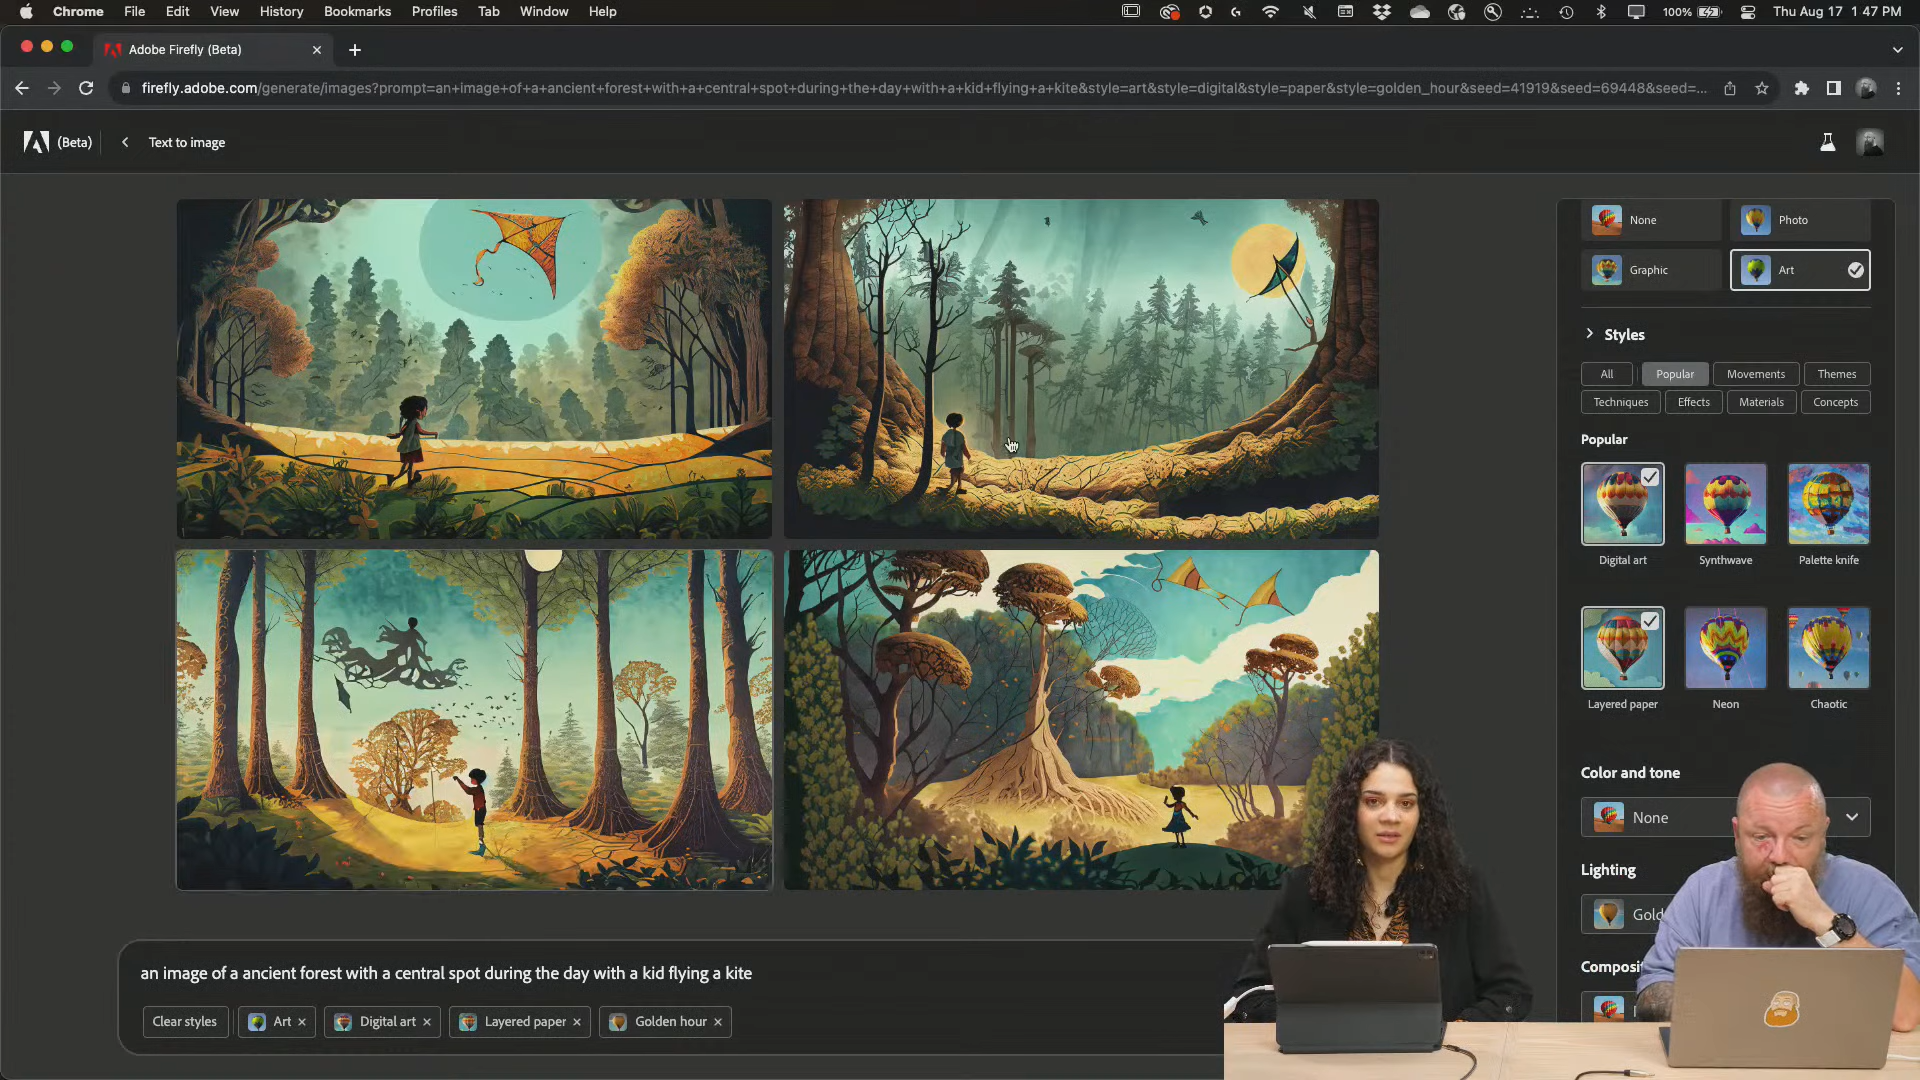 Chrome File Edit View History Bookmarks Profiles Tab Window Help 100% Thu Aug 17 1:47 PM
Adobe Firefly (Beta)
firefly.adobe.com/generate/images?prompt=an+image+of+a+ancient+forest+with+a+central+spot+during+the+day+with+a+kid+flying+a+kite&style=art&style=digital&style=paper&style=golden_hour&seed=41919&seed=69448&seed=...
(Beta) Text to image
None Photo
Graphic Art
Styles
All Popular Movements Themes
Techniques Effects Materials Concepts
Popular
Digital art Synthwave Palette knife
Layered paper Neon Chaotic
Color and tone
None
Lighting
Gold
Composit
an image of a ancient forest with a central spot during the day with a kid flying a kite
Clear styles Art Digital art Layered paper Golden hour